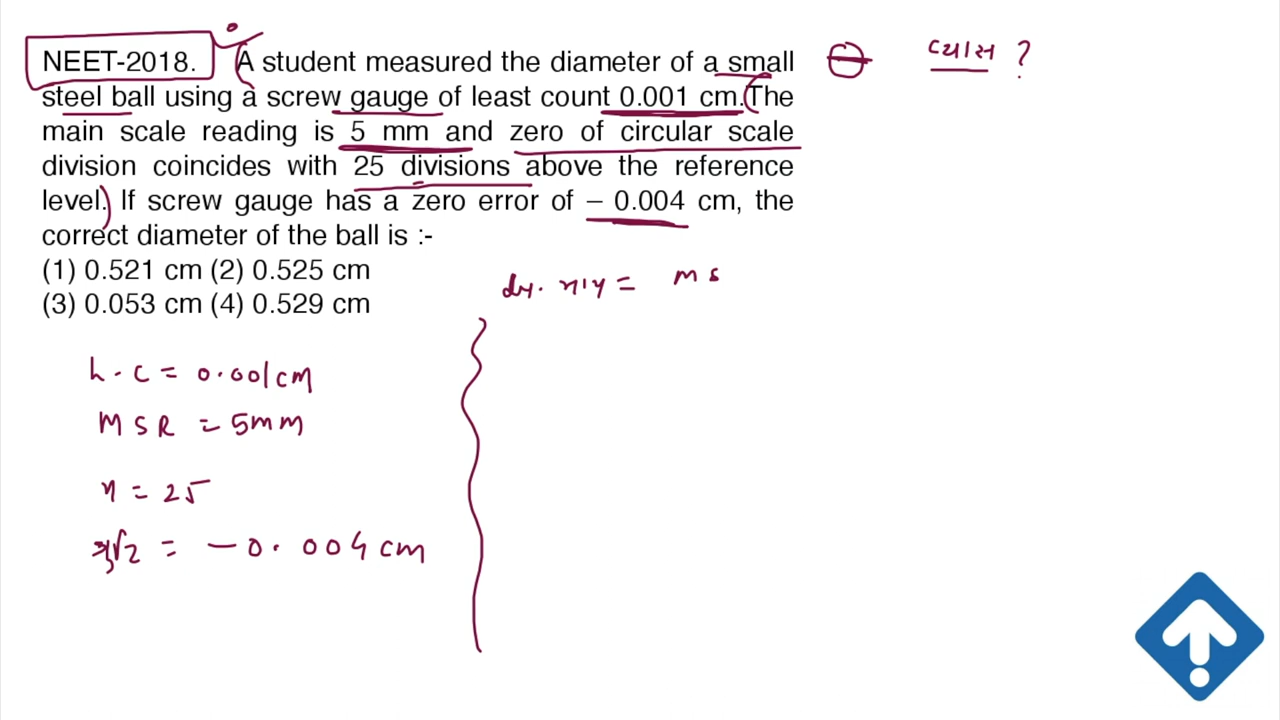 NEET-2018. A student measured the diameter of a small
steel ball using a screw gauge of least count 0.001 cm. The
main scale reading is 5 mm and zero of circular scale
division coincides with 25 divisions above the reference
level. If screw gauge has a zero error of – 0.004 cm, the
correct diameter of the ball is :-
(1) 0.521 cm (2) 0.525 cm
(3) 0.053 cm (4) 0.529 cm
व्यास ?
L.C = 0.001cm
MSR = 5mm
n = 25
= -0.004cm
= MS